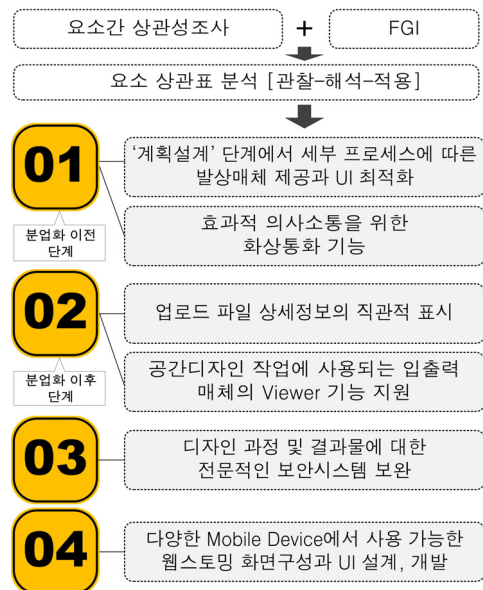 요소간 상관성조사 + FGI
요소 상관표 분석 [관찰–해석–적용]
01
‘계획설계’ 단계에서 세부 프로세스에 따른
발상매체 제공과 UI 최적화
분업화 이전
단계
효과적 의사소통을 위한
화상통화 기능
02
업로드 파일 상세정보의 직관적 표시
분업화 이후
단계
공간디자인 작업에 사용되는 입출력
매체의 Viewer 기능 지원
03
디자인 과정 및 결과물에 대한
전문적인 보안시스템 보완
04
다양한 Mobile Device에서 사용 가능한
웹스토밍 화면구성과 UI 설계, 개발